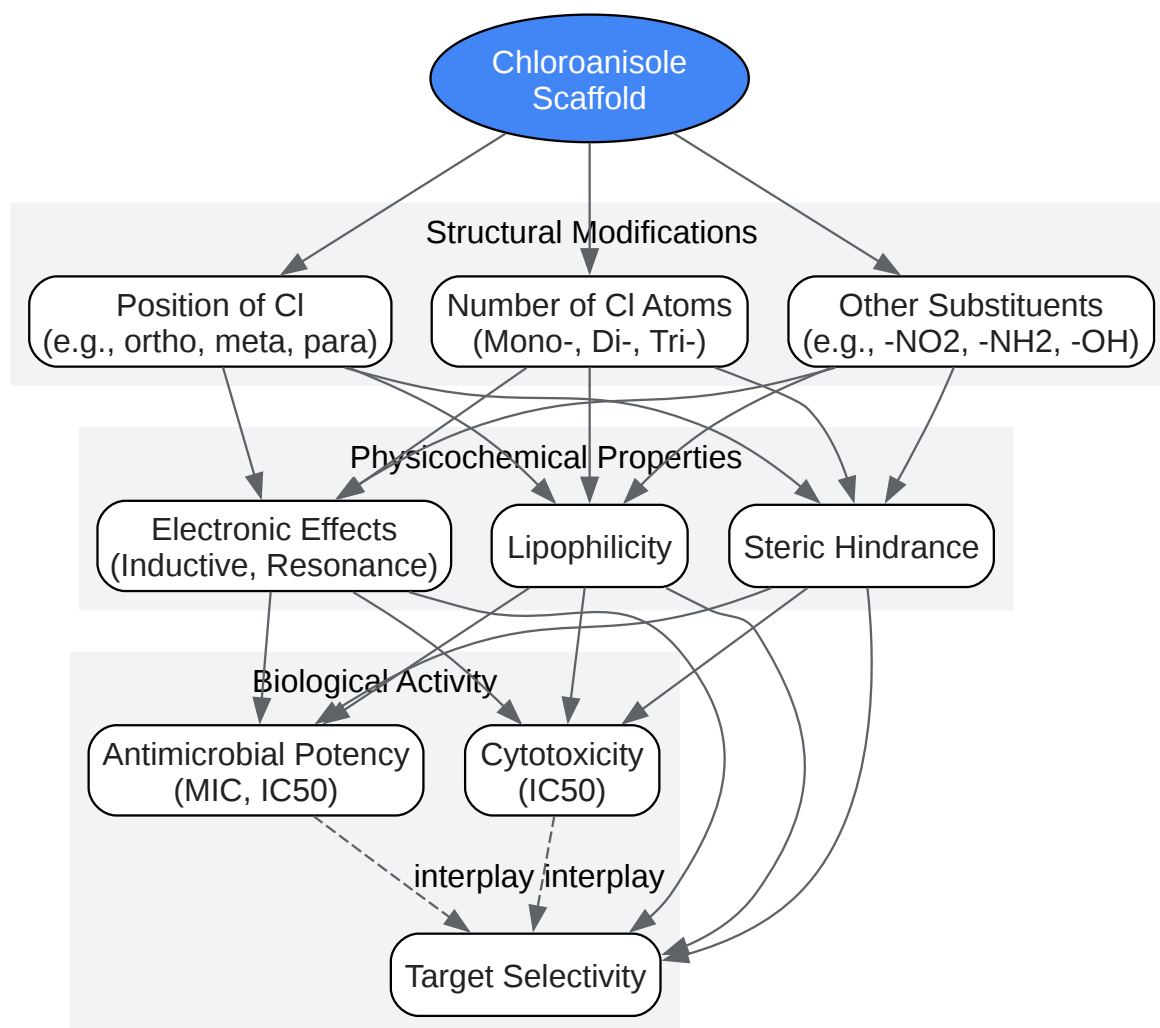 Chloroanisole
Scaffold
Structural Modifications
Position of Cl
(e.g., ortho, meta, para)
Number of Cl Atoms
(Mono-, Di-, Tri-)
Other Substituents
(e.g., -NO2, -NH2, -OH)
Physicochemical Properties
Electronic Effects
(Inductive, Resonance)
Lipophilicity
Steric Hindrance
Biological Activity
Antimicrobial Potency
(MIC, IC50)
Cytotoxicity
(IC50)
interplay
interplay
Target Selectivity